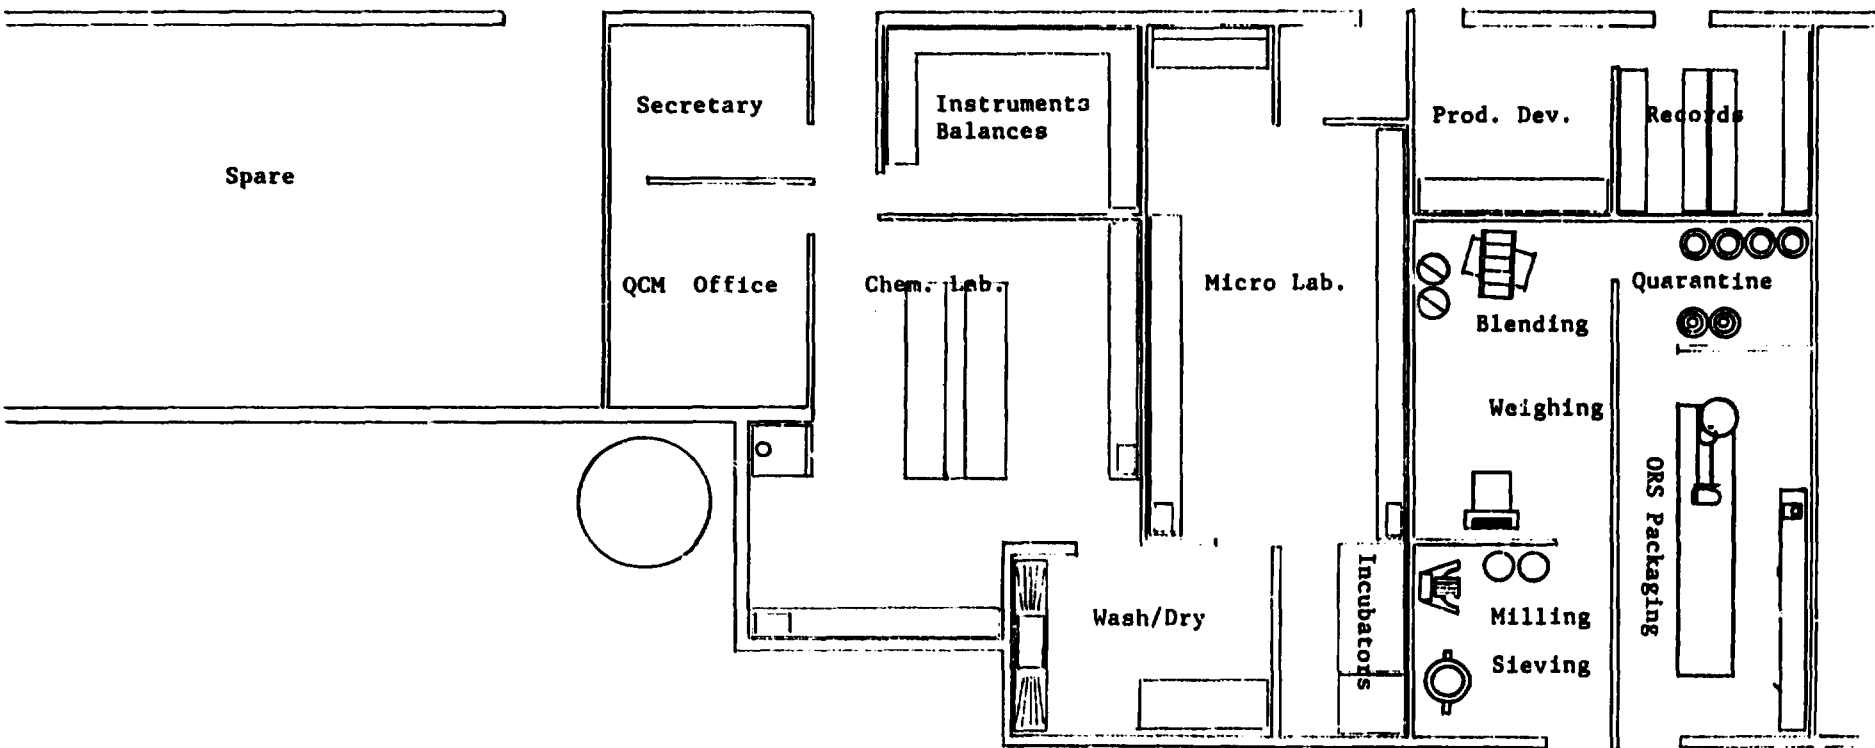 Secretary
Instruments
Balances
Prod. Dev.
Records
Spare
QCM Office
Chem. Lab.
Micro Lab.
Quarantine
Blending
Weighing
ORS Packaging
Incubators
Wash/Dry
Milling
Sieving